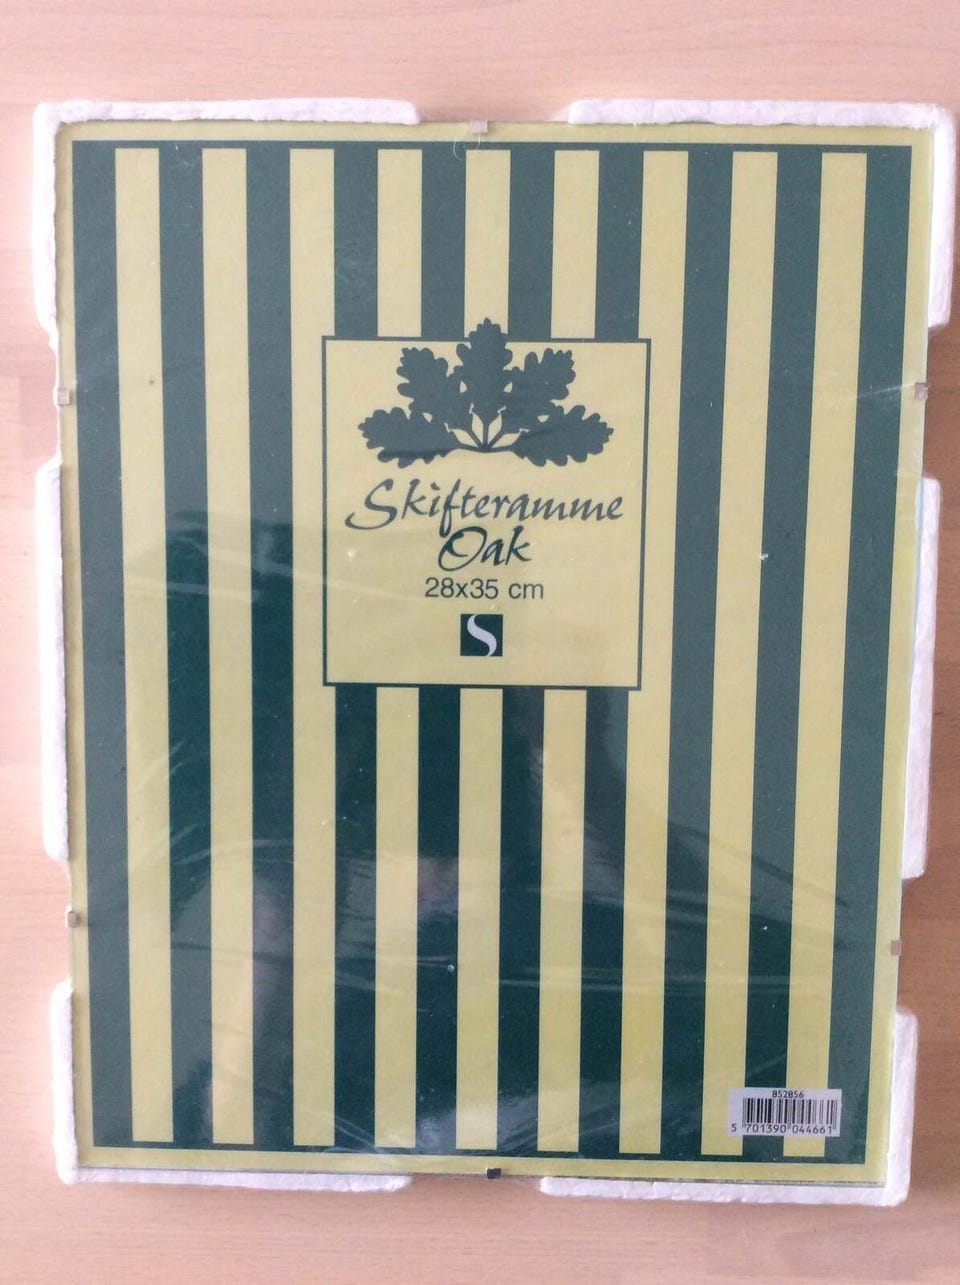 Skifteramme
Oak
28x35 cm
S
852856
5 701390 044661